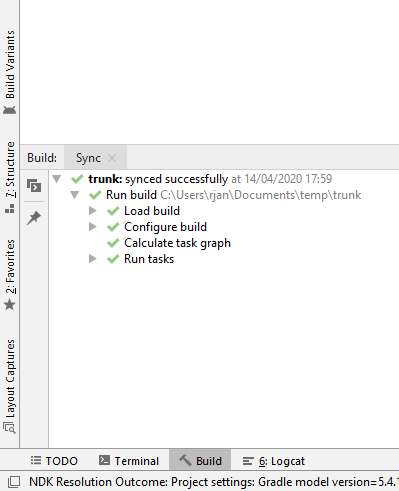 Build Variants
7: Structure
2: Favorites
Layout Captures
Build: Sync
trunk: synced successfully at 14/04/2020 17:59
Run build C:\Users\rjan\Documents\temp\trunk
Load build
Configure build
Calculate task graph
Run tasks
TODO Terminal Build 6: Logcat
NDK Resolution Outcome: Project settings: Gradle model version=5.4.1